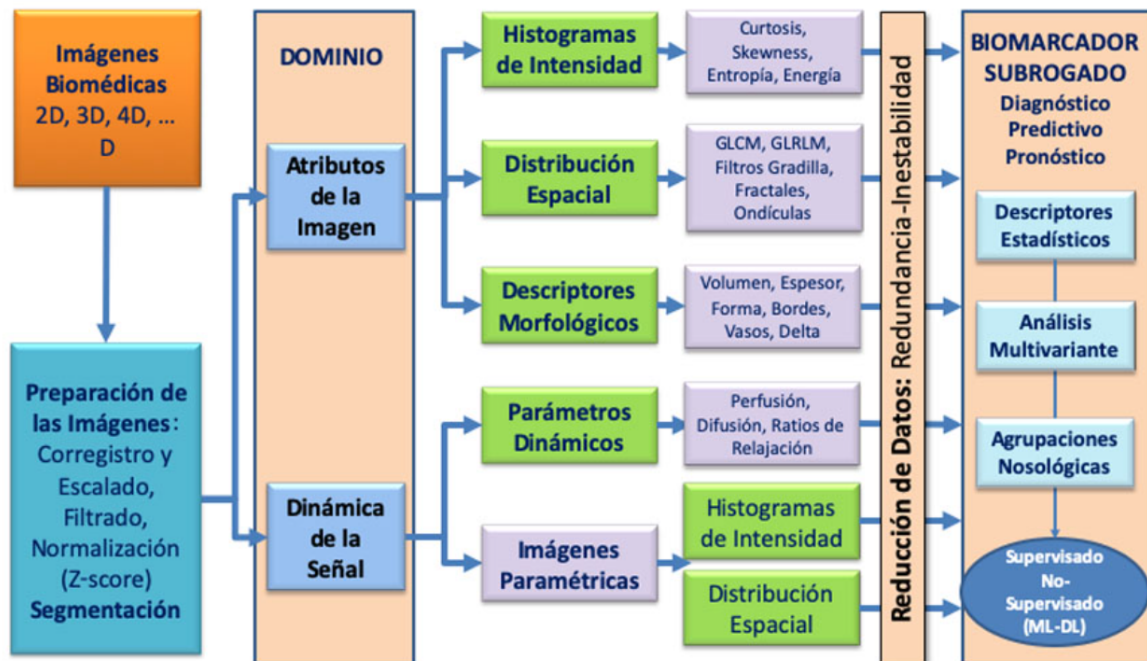 Imágenes
Biomédicas
2D, 3D, 4D, ...
D
Preparación de
las Imágenes:
Corregistro y
Escalado,
Filtrado,
Normalización
(Z-score)
Segmentación
DOMINIO
Atributos
de la
Imagen
Dinámica
de la
Señal
Histogramas
de Intensidad
Distribución
Espacial
Descriptores
Morfológicos
Parámetros
Dinámicos
Imágenes
Paramétricas
Curtosis,
Skewness,
Entropía, Energía
GLCM, GLRLM,
Filtros Gradilla,
Fractales,
Ondículas
Volumen, Espesor,
Forma, Bordes,
Vasos, Delta
Perfusión,
Difusión, Ratios de
Relajación
Histogramas
de Intensidad
Distribución
Espacial
Reducción de Datos: Redundancia-Inestabilidad
BIOMARCADOR
SUBROGADO
Diagnóstico
Predictivo
Pronóstico
Descriptores
Estadísticos
Análisis
Multivariante
Agrupaciones
Nosológicas
Supervisado
No-
Supervisado
(ML-DL)